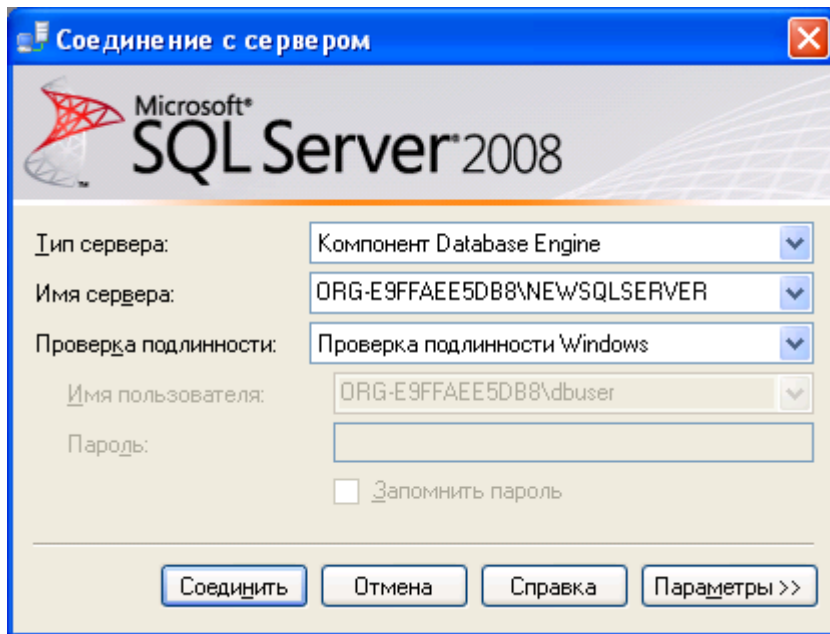 Соединение с сервером
Microsoft®
SQL Server® 2008
Тип сервера: Компонент Database Engine
Имя сервера: ORG-E9FFAEE5DB8\NEWSQLSERVER
Проверка подлинности: Проверка подлинности Windows
Имя пользователя: ORG-E9FFAEE5DB8\dbuser
Пароль:
Запомнить пароль
Соединить Отмена Справка Параметры >>